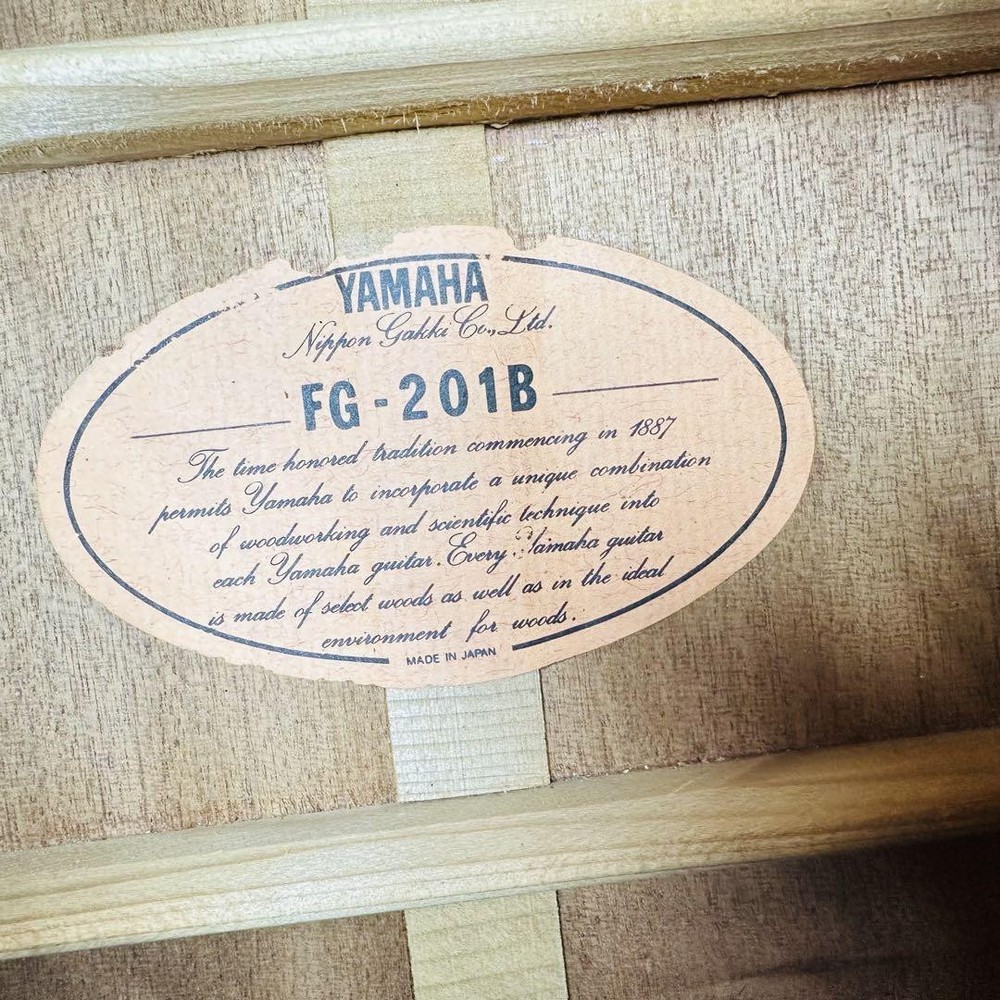 YAMAHA
Nippon Gakki Co., Ltd.
FG-201B
The time honored tradition commencing in 1887
permits Yamaha to incorporate a unique combination
of woodworking and scientific technique into
each Yamaha guitar. Every Yamaha guitar
is made of select woods as well as in the ideal
environment for woods.
MADE IN JAPAN